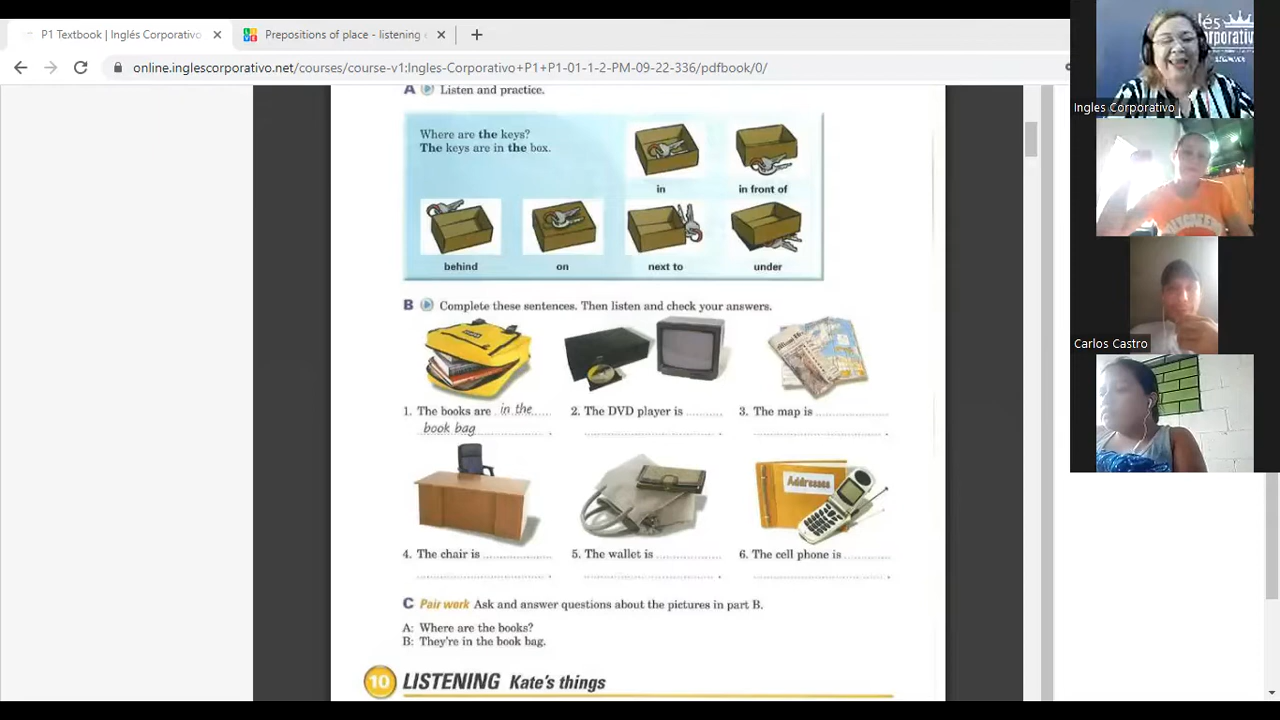 P1 Textbook | Inglés Corporativo
Prepositions of place - listening
online.inglescorporativo.net/courses/course-v1:Ingles-Corporativo+P1+P1-01-1-2-PM-09-22-336/pdfbook/0/
A Listen and practice.
Where are the keys?
The keys are in the box.
in
in front of
behind
on
next to
under
B Complete these sentences. Then listen and check your answers.
1. The books are in the
book bag.
2. The DVD player is
3. The map is
Addresses
4. The chair is
5. The wallet is
6. The cell phone is
C Pair work Ask and answer questions about the pictures in part B.
A: Where are the books?
B: They're in the book bag.
10 LISTENING Kate's things
Ingles Corporativo
Carlos Castro